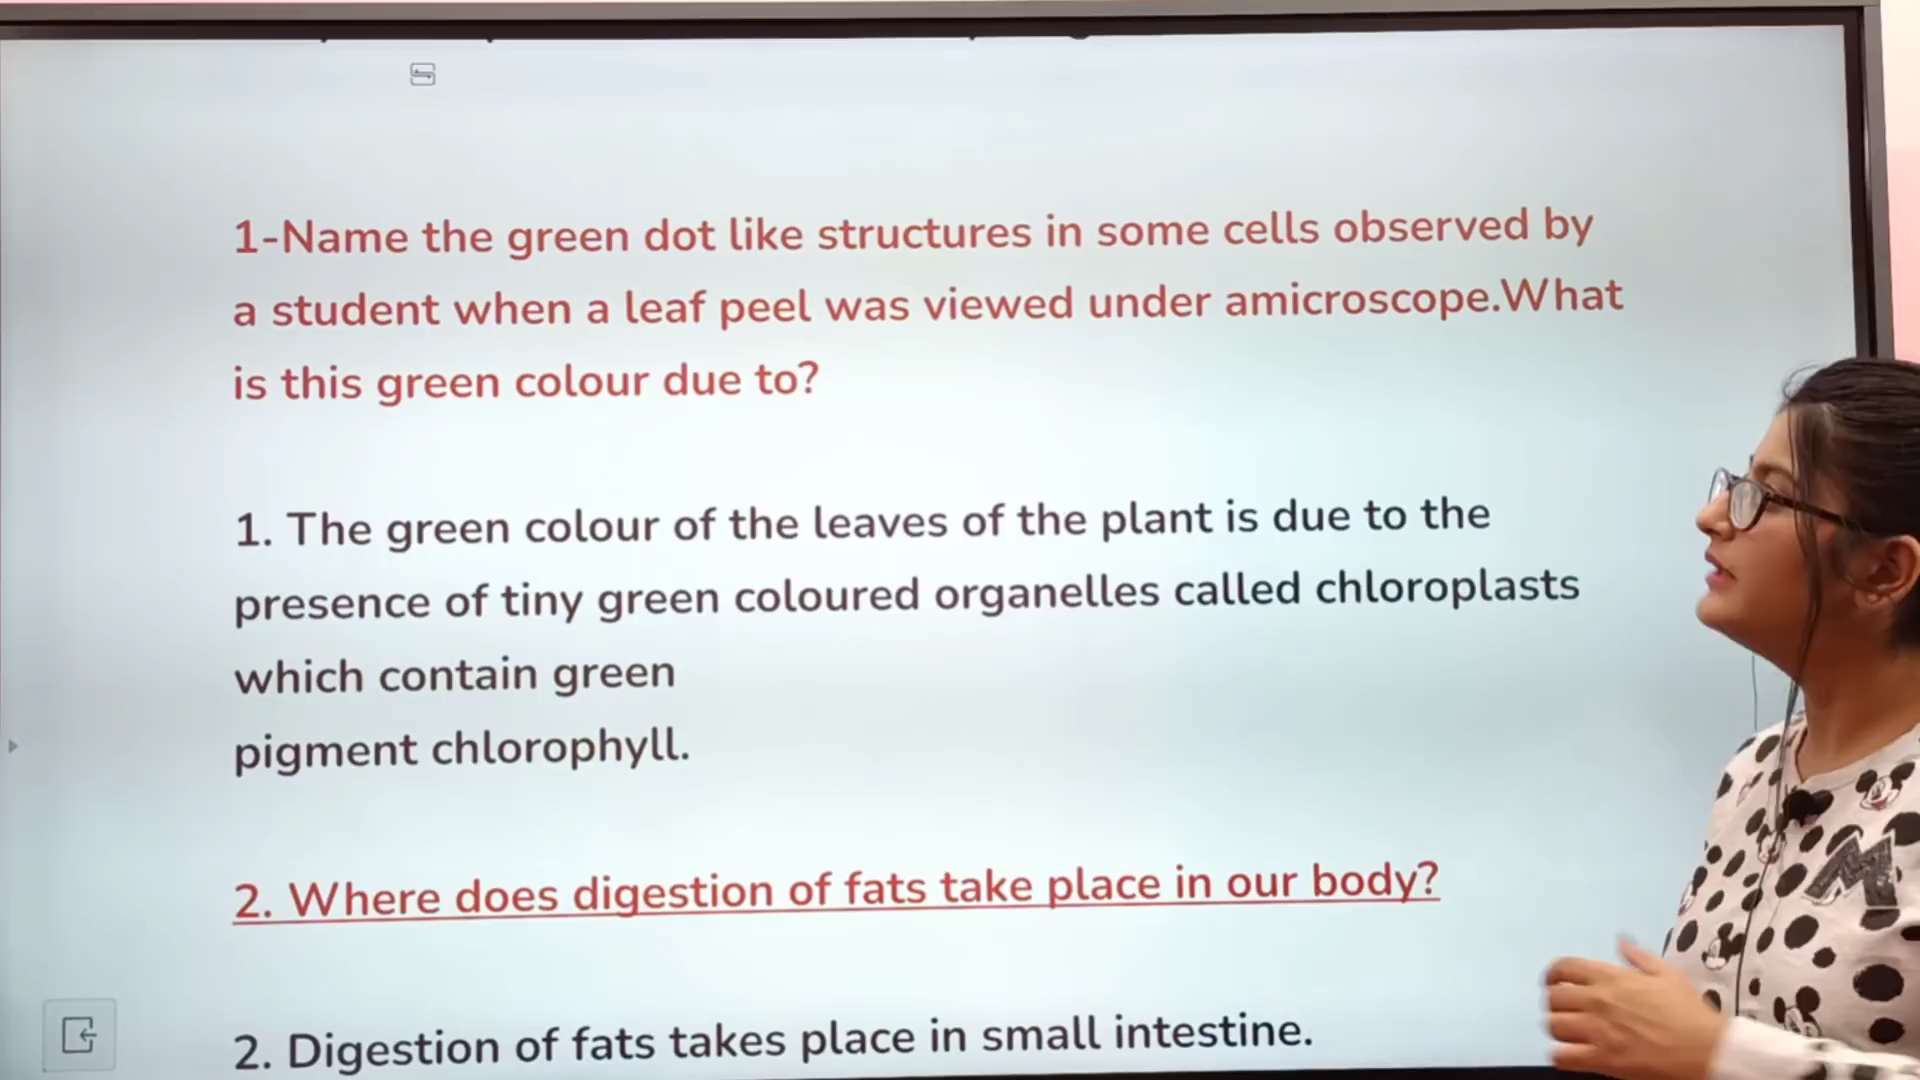 1-Name the green dot like structures in some cells observed by
a student when a leaf peel was viewed under amicroscope.What
is this green colour due to?
1. The green colour of the leaves of the plant is due to the
presence of tiny green coloured organelles called chloroplasts
which contain green
pigment chlorophyll.
2. Where does digestion of fats take place in our body?
2. Digestion of fats takes place in small intestine.
M